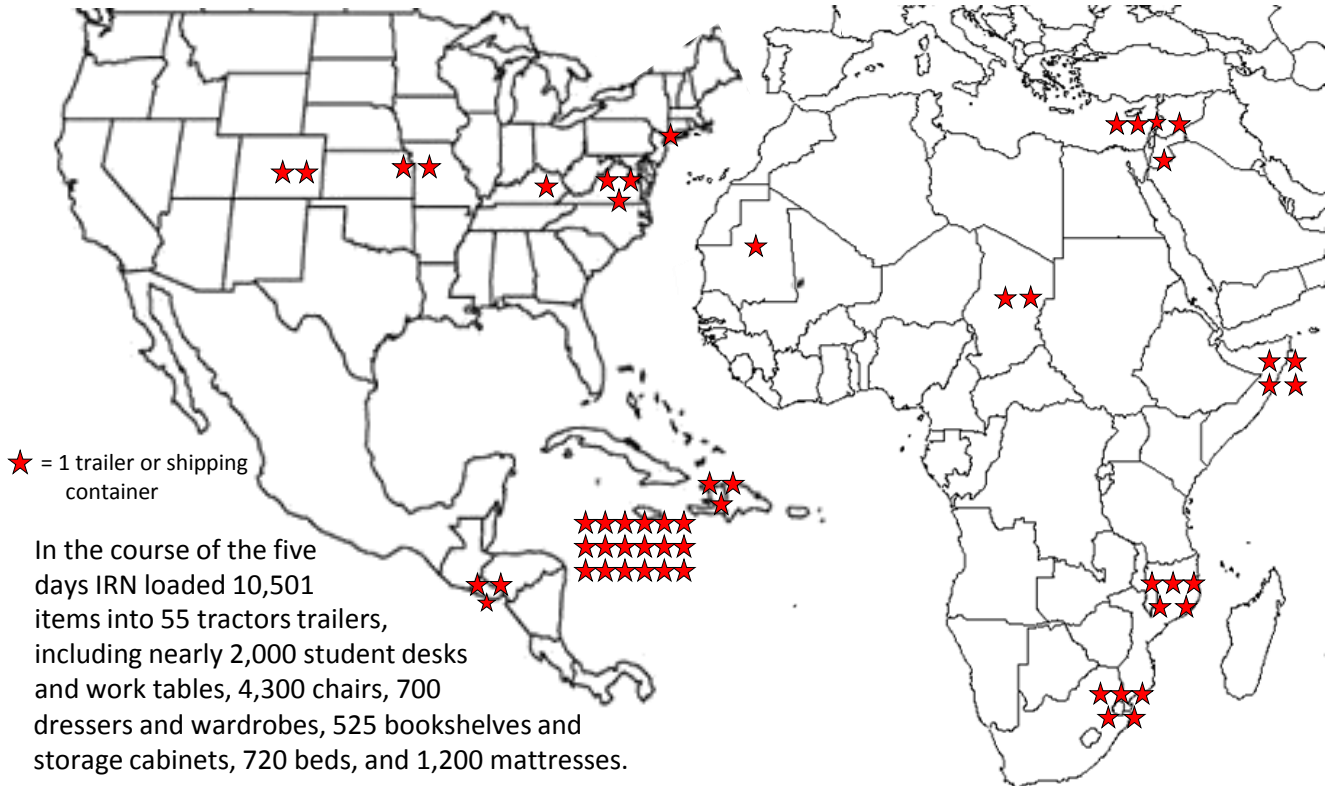 = 1 trailer or shipping
container
In the course of the five
days IRN loaded 10,501
items into 55 tractors trailers,
including nearly 2,000 student desks
and work tables, 4,300 chairs, 700
dressers and wardrobes, 525 bookshelves and
storage cabinets, 720 beds, and 1,200 mattresses.